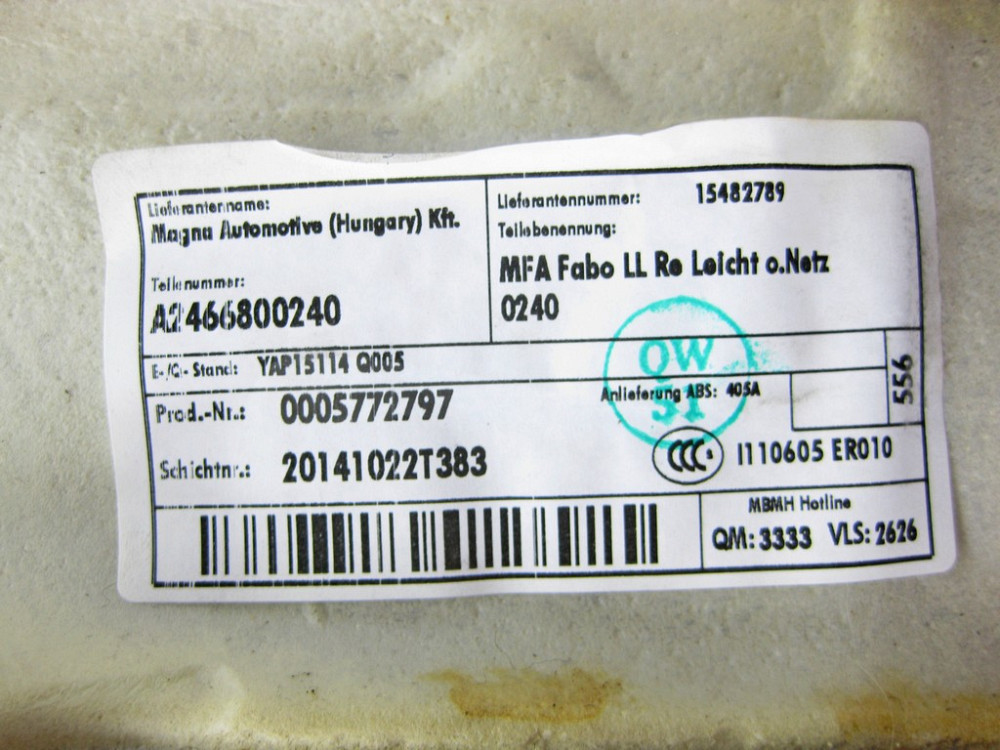 Lieferantenname:
Magna Automotive (Hungary) Kft.
Teilenummer:
A2466800240
Lieferantennummer: 15482789
Teilebenennung:
MFA Fabo LL Re Leicht o.Netz
0240
E-/Q- Stand: YAP15114 Q005
Prod.-Nr.: 0005772797
Schichtnr.: 20141022T383
QW
51
Anlieferung ABS: 405A
556
CCC S I110605 ER010
MBMH Hotline
QM: 3333 VLS: 2626